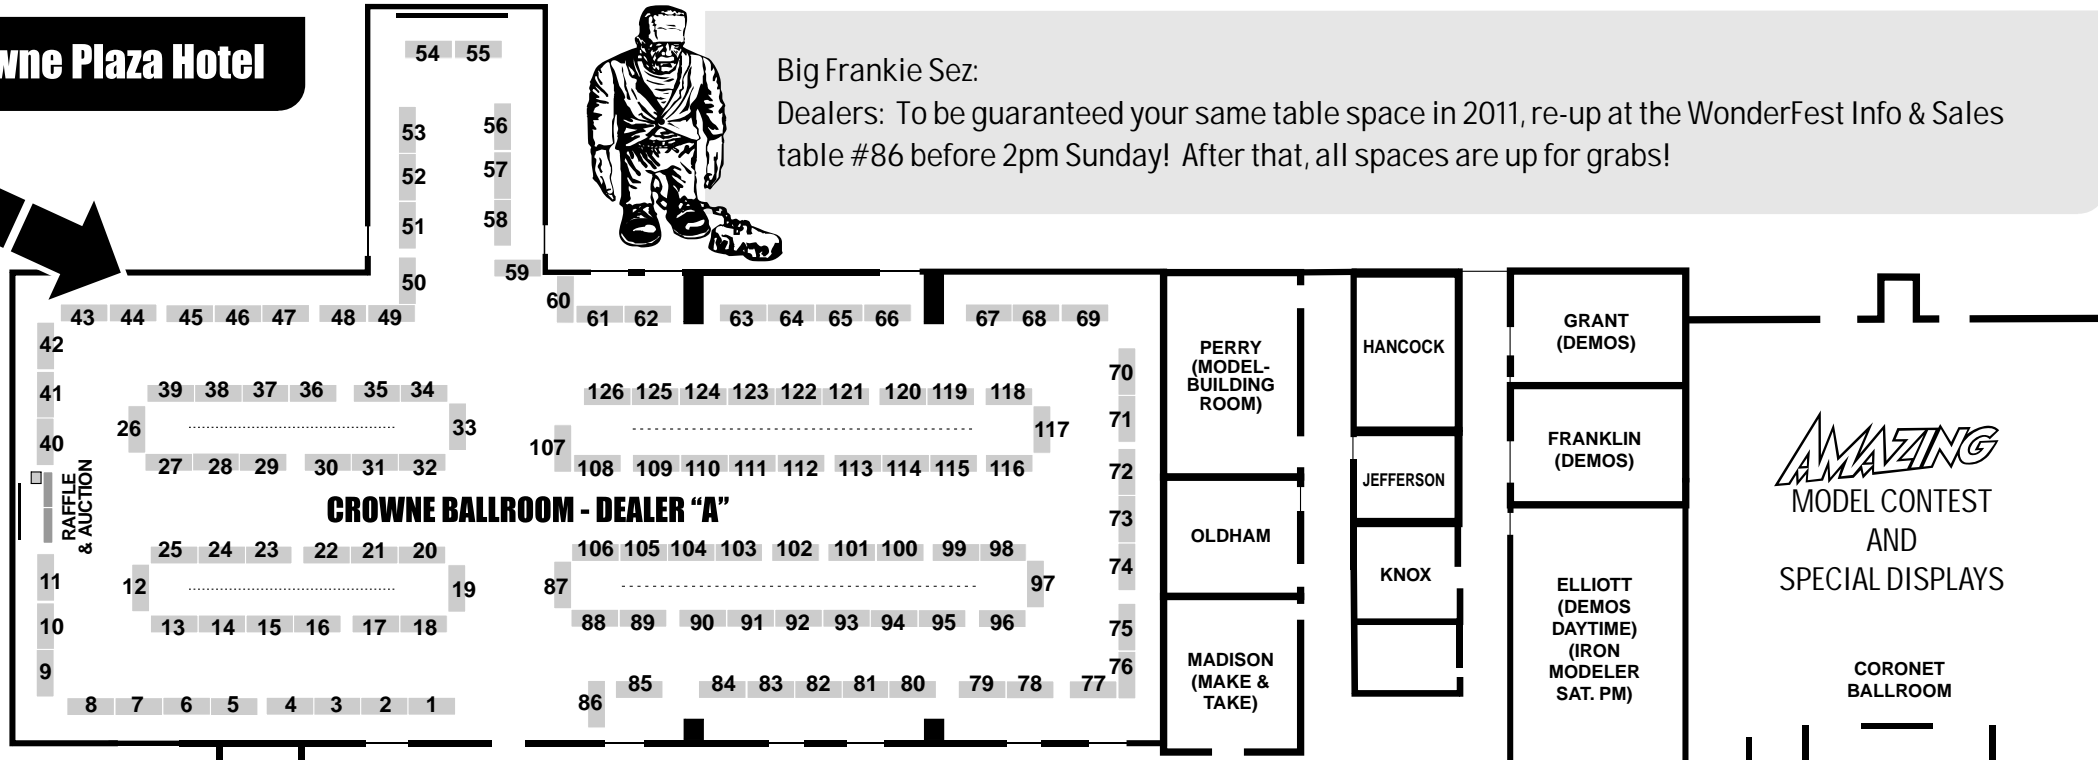 wne Plaza Hotel
Big Frankie Sez:
Dealers: To be guaranteed your same table space in 2011, re-up at the WonderFest Info & Sales
table #86 before 2pm Sunday! After that, all spaces are up for grabs!
54 55
53 56
52 57
51 58
50 59
60
43 44 45 46 47 48 49
61 62 63 64 65 66 67 68 69
42
41
40
39 38 37 36 35 34
26 33
27 28 29 30 31 32
126 125 124 123 122 121 120 119 118
107 117
108 109 110 111 112 113 114 115 116
70
71
72
73
74
75
76
RAFFLE
& AUCTION
CROWNE BALLROOM - DEALER “A”
25 24 23 22 21 20
12 19
13 14 15 16 17 18
106 105 104 103 102 101 100 99 98
87 97
88 89 90 91 92 93 94 95 96
11
10
9
8 7 6 5 4 3 2 1
86 85 84 83 82 81 80 79 78 77
PERRY
(MODEL-
BUILDING
ROOM)
OLDHAM
MADISON
(MAKE &
TAKE)
HANCOCK
JEFFERSON
KNOX
GRANT
(DEMOS)
FRANKLIN
(DEMOS)
ELLIOTT
(DEMOS
DAYTIME)
(IRON
MODELER
SAT. PM)
AMAZING
MODEL CONTEST
AND
SPECIAL DISPLAYS
CORONET
BALLROOM